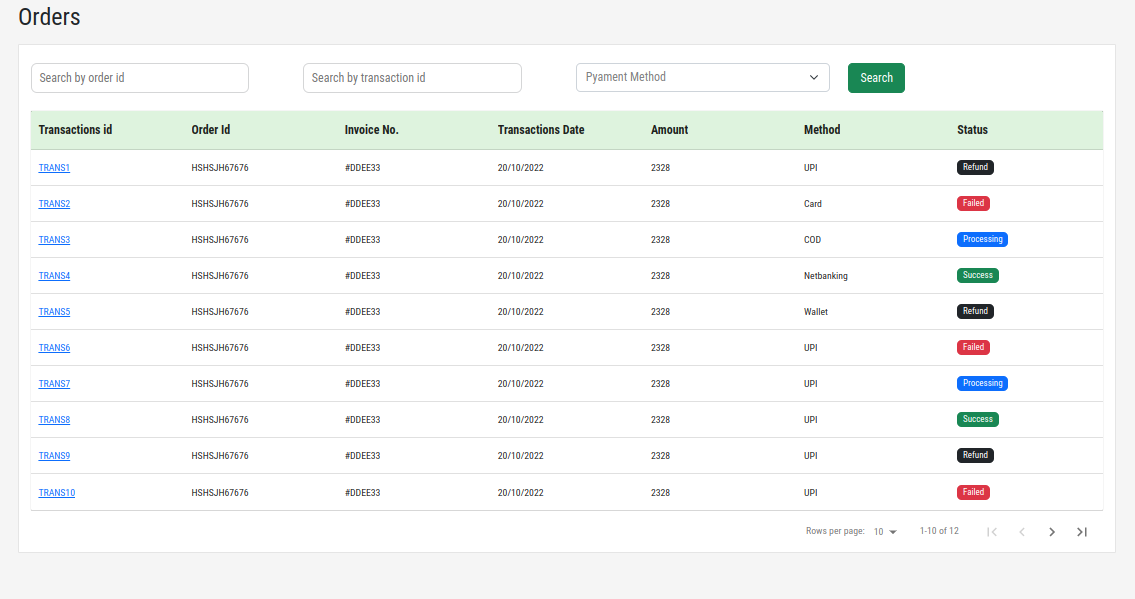 Orders
Search by order id Search by transaction id Pyament Method Search
Transactions id Order Id Invoice No. Transactions Date Amount Method Status
TRANS1 HSHSJH67676 #DDEE33 20/10/2022 2328 UPI Refund
TRANS2 HSHSJH67676 #DDEE33 20/10/2022 2328 Card Failed
TRANS3 HSHSJH67676 #DDEE33 20/10/2022 2328 COD Processing
TRANS4 HSHSJH67676 #DDEE33 20/10/2022 2328 Netbanking Success
TRANS5 HSHSJH67676 #DDEE33 20/10/2022 2328 Wallet Refund
TRANS6 HSHSJH67676 #DDEE33 20/10/2022 2328 UPI Failed
TRANS7 HSHSJH67676 #DDEE33 20/10/2022 2328 UPI Processing
TRANS8 HSHSJH67676 #DDEE33 20/10/2022 2328 UPI Success
TRANS9 HSHSJH67676 #DDEE33 20/10/2022 2328 UPI Refund
TRANS10 HSHSJH67676 #DDEE33 20/10/2022 2328 UPI Failed
Rows per page: 10 1-10 of 12